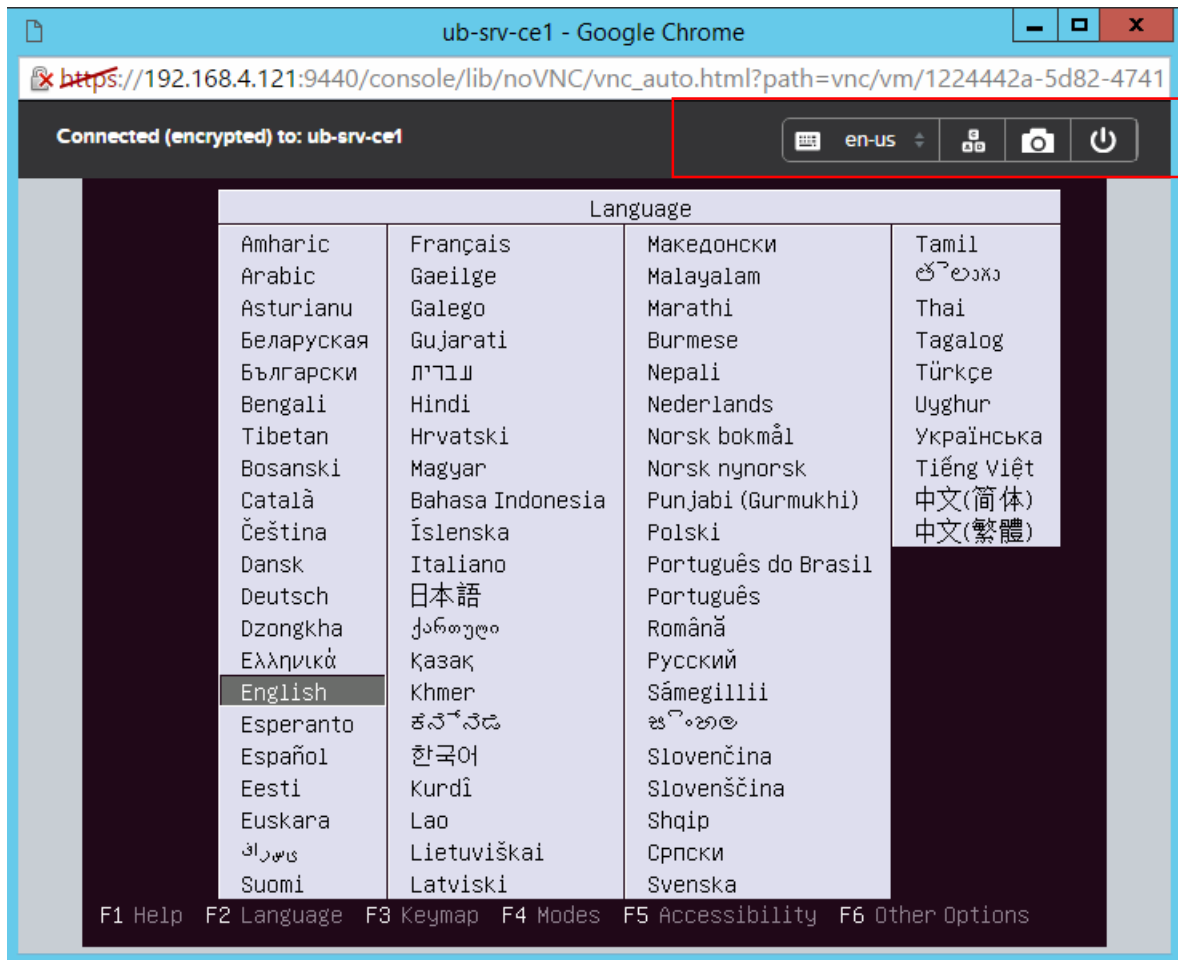 ub-srv-ce1 - Google Chrome
https://192.168.4.121:9440/console/lib/noVNC/vnc_auto.html?path=vnc/vm/1224442a-5d82-4741
Connected (encrypted) to: ub-srv-ce1
en-us
Language
Amharic
Arabic
Asturianu
Беларуская
Български
Bengali
Tibetan
Bosanski
Català
Čeština
Dansk
Deutsch
Dzongkha
Ελληνικά
English
Esperanto
Español
Eesti
Euskara
فارسی
Suomi
Français
Gaeilge
Galego
Gujarati
עברית
Hindi
Hrvatski
Magyar
Bahasa Indonesia
Íslenska
Italiano
日本語
ქართული
Қазақ
Khmer
ಕನ್ನಡ
한국어
Kurdî
Lao
Lietuviškai
Latviski
Македонски
Malayalam
Marathi
Burmese
Nepali
Nederlands
Norsk bokmål
Norsk nynorsk
Punjabi (Gurmukhi)
Polski
Português do Brasil
Português
Română
Русский
Sámegillii
සිංහල
Slovenčina
Slovenščina
Shqip
Српски
Svenska
Tamil
తెలుగు
Thai
Tagalog
Türkçe
Uyghur
Українська
Tiếng Việt
中文(简体)
中文(繁體)
F1 Help F2 Language F3 Keymap F4 Modes F5 Accessibility F6 Other Options